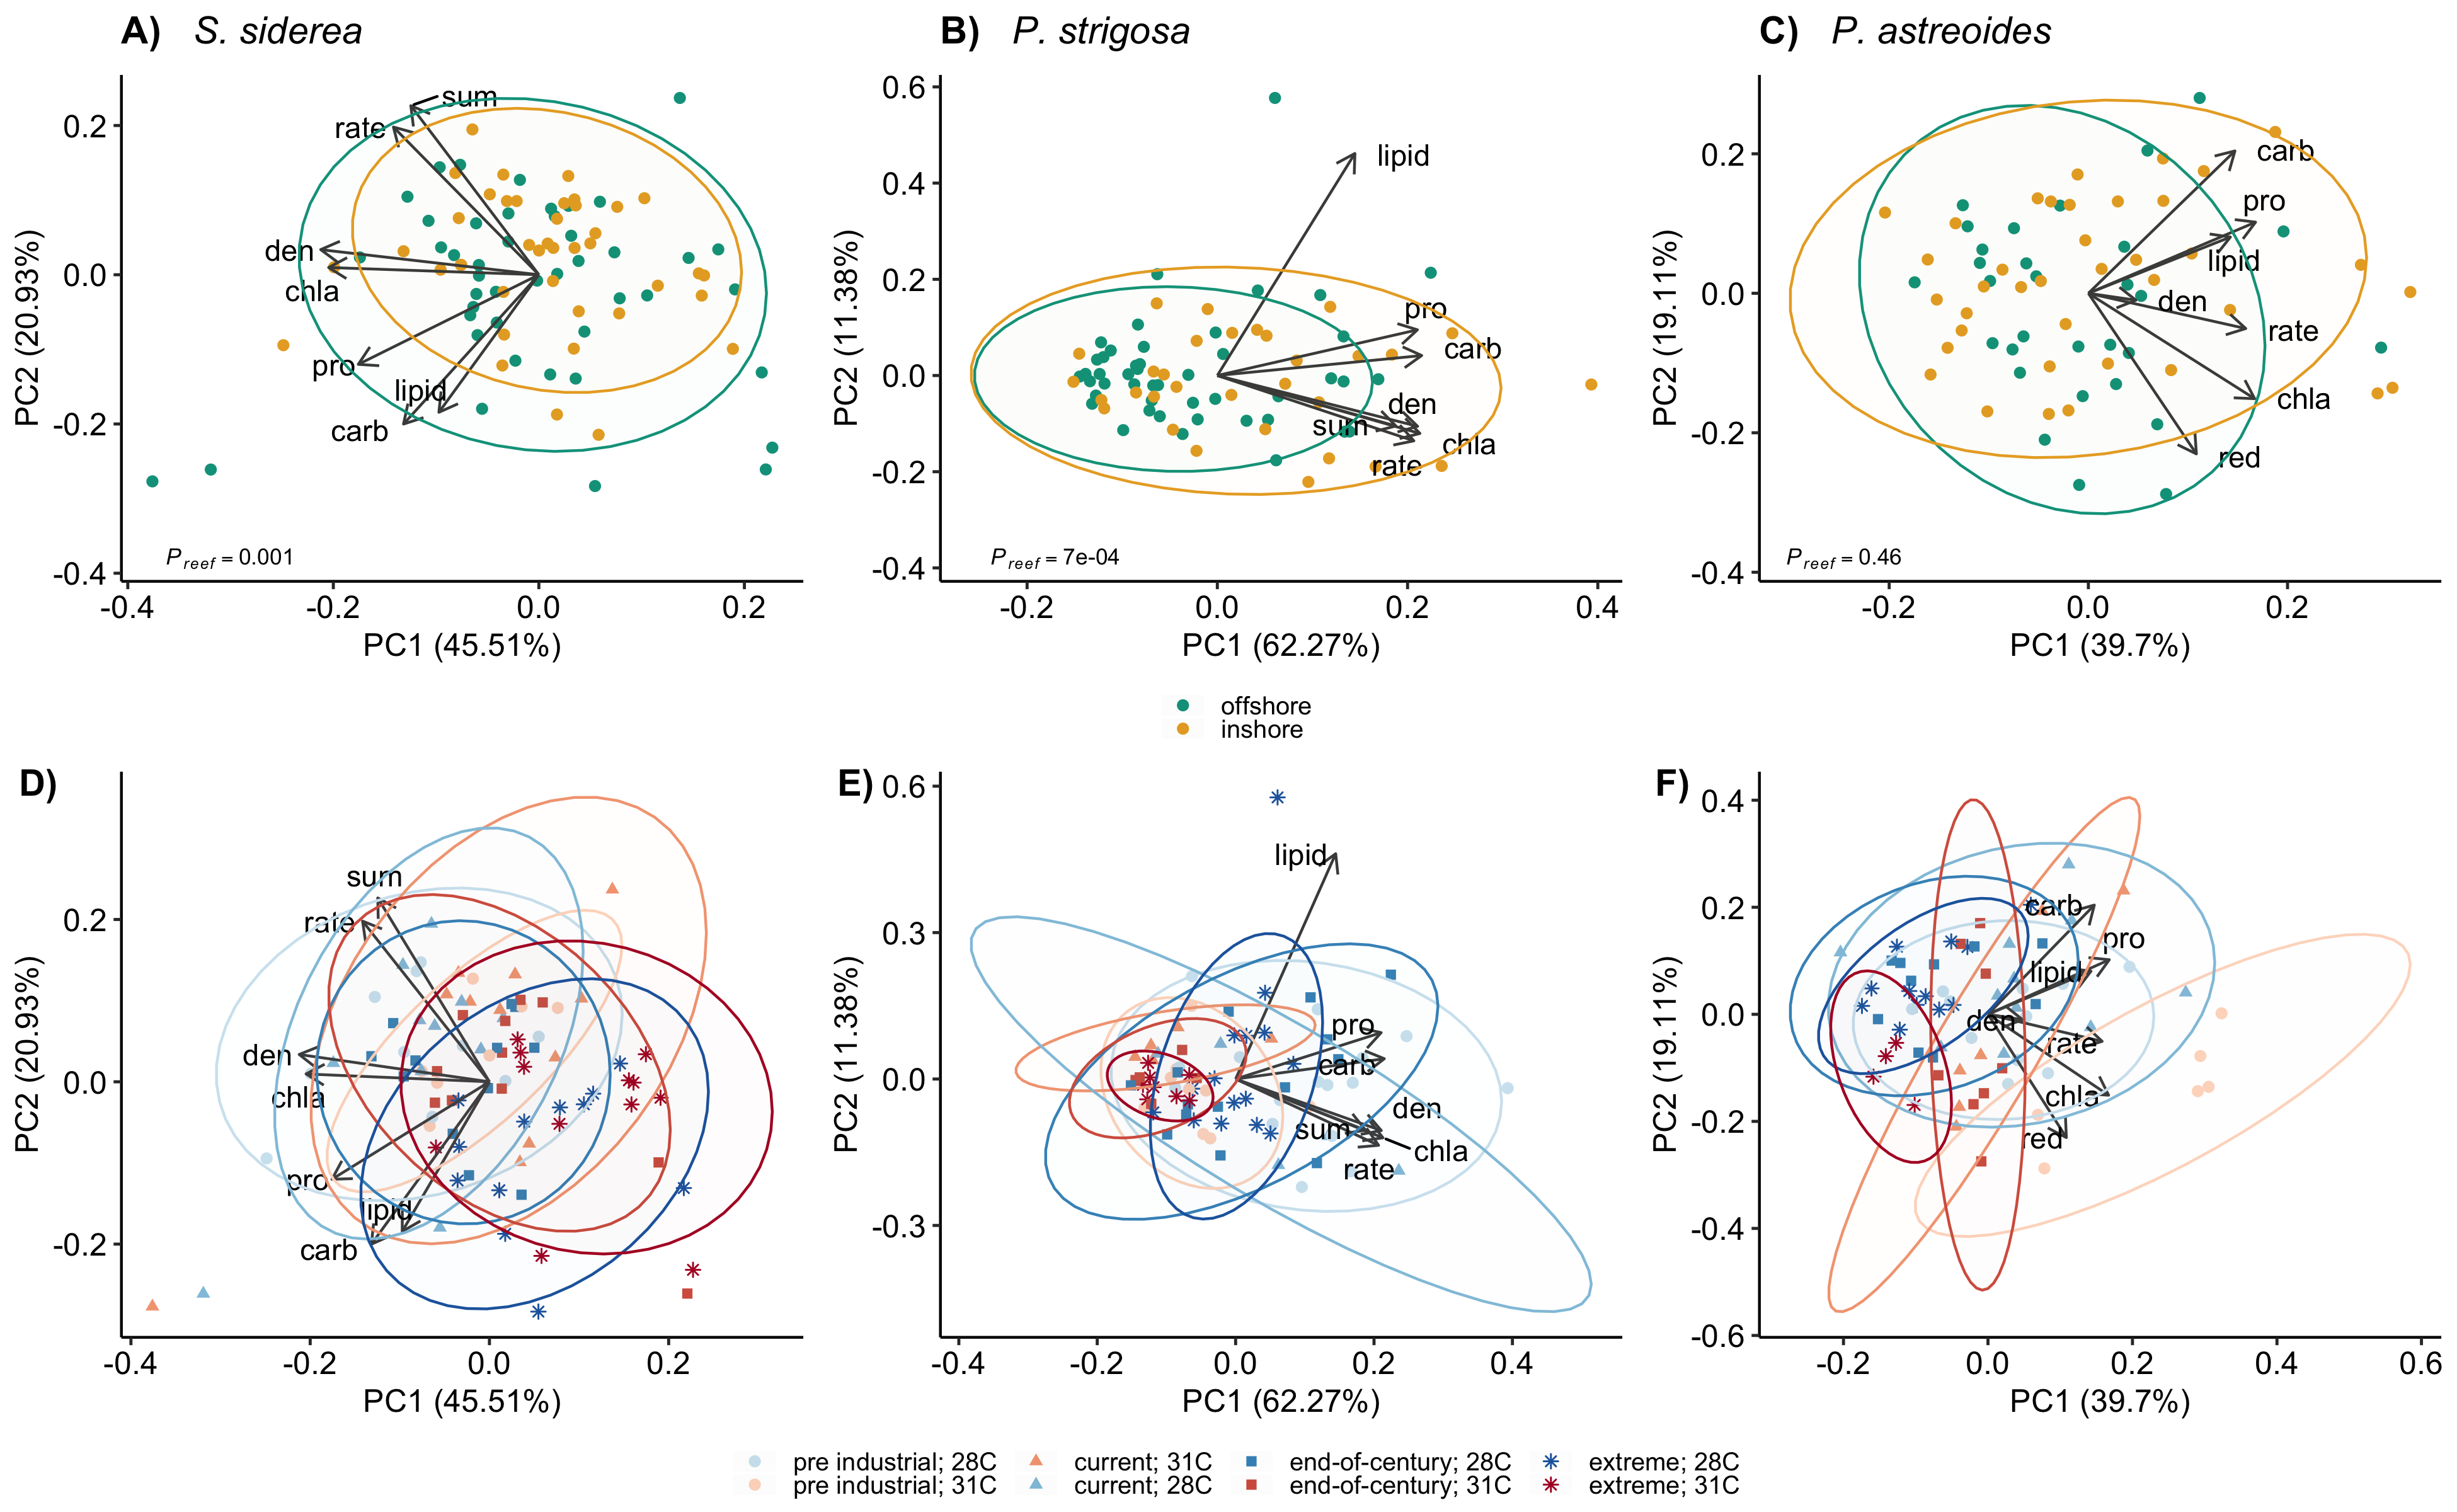 A) S. siderea
B) P. strigosa
C) P. astreoides
PC2 (20.93%)
0.2
0.0
-0.2
-0.4
sum
rate
den
chla
pro
lipid
carb
P reef = 0.001
-0.4 -0.2 0.0 0.2
PC1 (45.51%)
PC2 (11.38%)
0.6
0.4
0.2
0.0
-0.2
-0.4
lipid
pro
carb
den
sum
chla
rate
P reef = 7e-04
-0.2 0.0 0.2 0.4
PC1 (62.27%)
PC2 (19.11%)
0.2
0.0
-0.2
-0.4
carb
pro
lipid
den
rate
chla
red
P reef = 0.46
-0.2 0.0 0.2
PC1 (39.7%)
offshore
inshore
D)
PC2 (20.93%)
0.2
0.0
-0.2
sum
rate
den
chla
pro
lipid
carb
-0.4 -0.2 0.0 0.2
PC1 (45.51%)
E)
PC2 (11.38%)
0.6
0.3
0.0
-0.3
lipid
pro
carb
den
sum
chla
rate
-0.4 -0.2 0.0 0.2 0.4
PC1 (62.27%)
F)
PC2 (19.11%)
0.4
0.2
0.0
-0.2
-0.4
-0.6
carb
pro
lipid
den
rate
chla
red
-0.2 0.0 0.2 0.4 0.6
PC1 (39.7%)
pre industrial; 28C current; 31C end-of-century; 28C extreme; 28C
pre industrial; 31C current; 28C end-of-century; 31C extreme; 31C